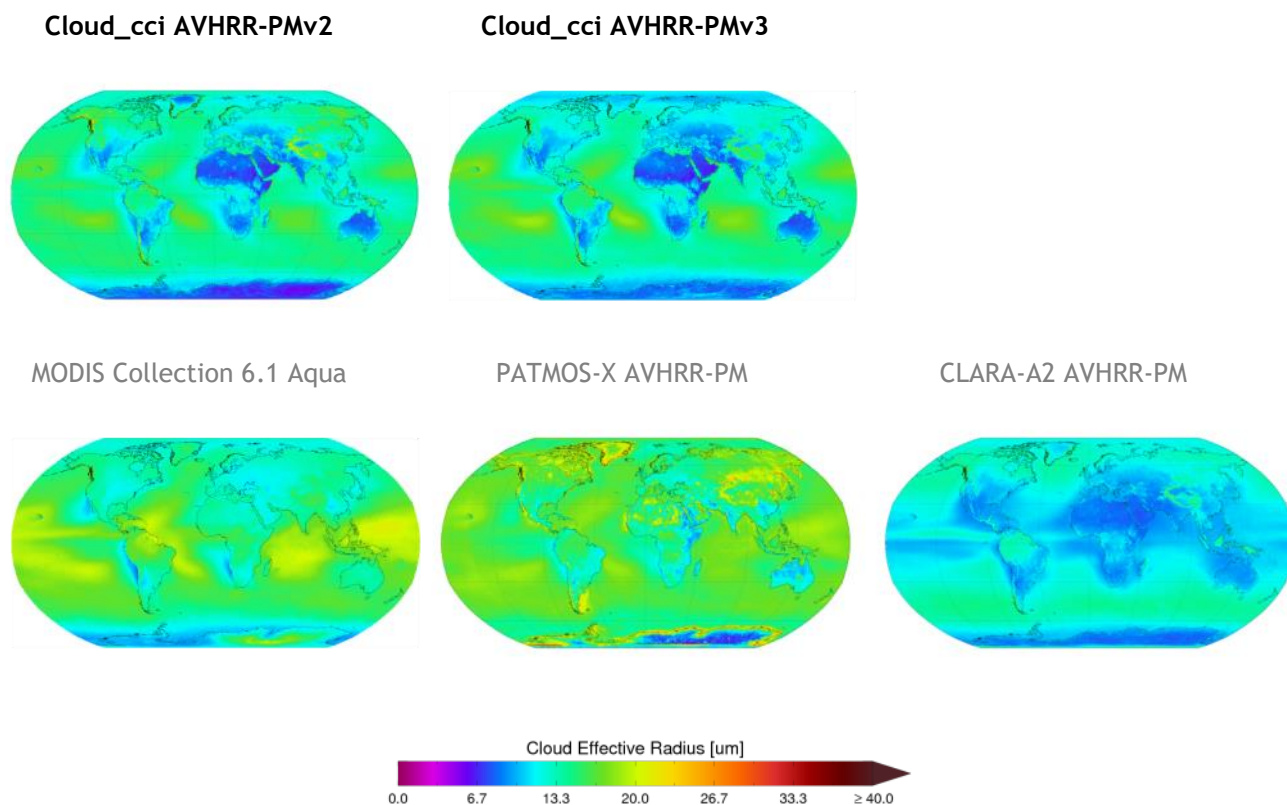 Cloud_cci AVHRR-PMv2 Cloud_cci AVHRR-PMv3
MODIS Collection 6.1 Aqua PATMOS-X AVHRR-PM CLARA-A2 AVHRR-PM
Cloud Effective Radius [um]
0.0 6.7 13.3 20.0 26.7 33.3 ≥ 40.0